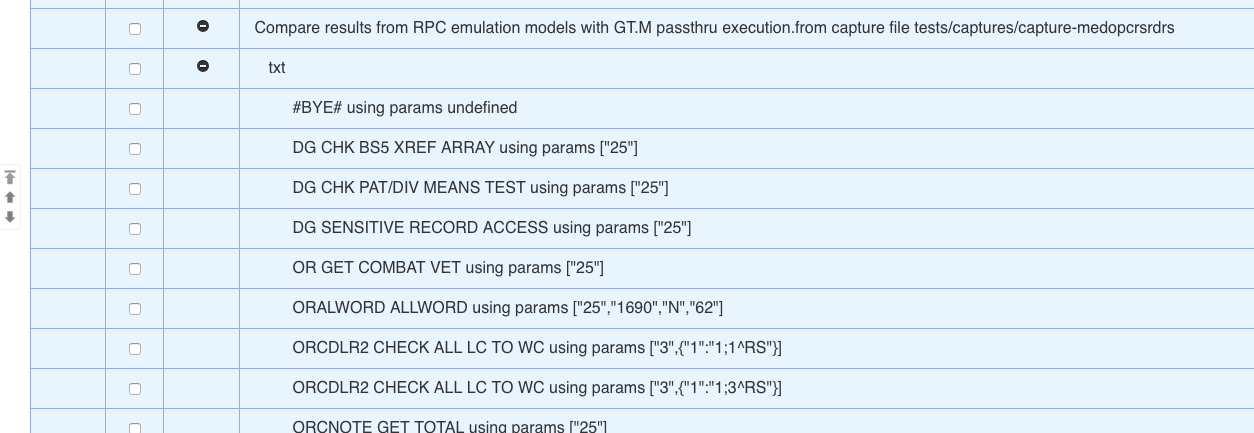 Compare results from RPC emulation models with GT.M passthru execution.from capture file tests/captures/capture-medopcrsrdrs
txt
#BYE# using params undefined
DG CHK BS5 XREF ARRAY using params ["25"]
DG CHK PAT/DIV MEANS TEST using params ["25"]
DG SENSITIVE RECORD ACCESS using params ["25"]
OR GET COMBAT VET using params ["25"]
ORALWORD ALLWORD using params ["25","1690","N","62"]
ORCDLR2 CHECK ALL LC TO WC using params ["3",{"1":"1;1^RS"}]
ORCDLR2 CHECK ALL LC TO WC using params ["3",{"1":"1;3^RS"}]
ORCNOTE GET TOTAL using params ["25"]